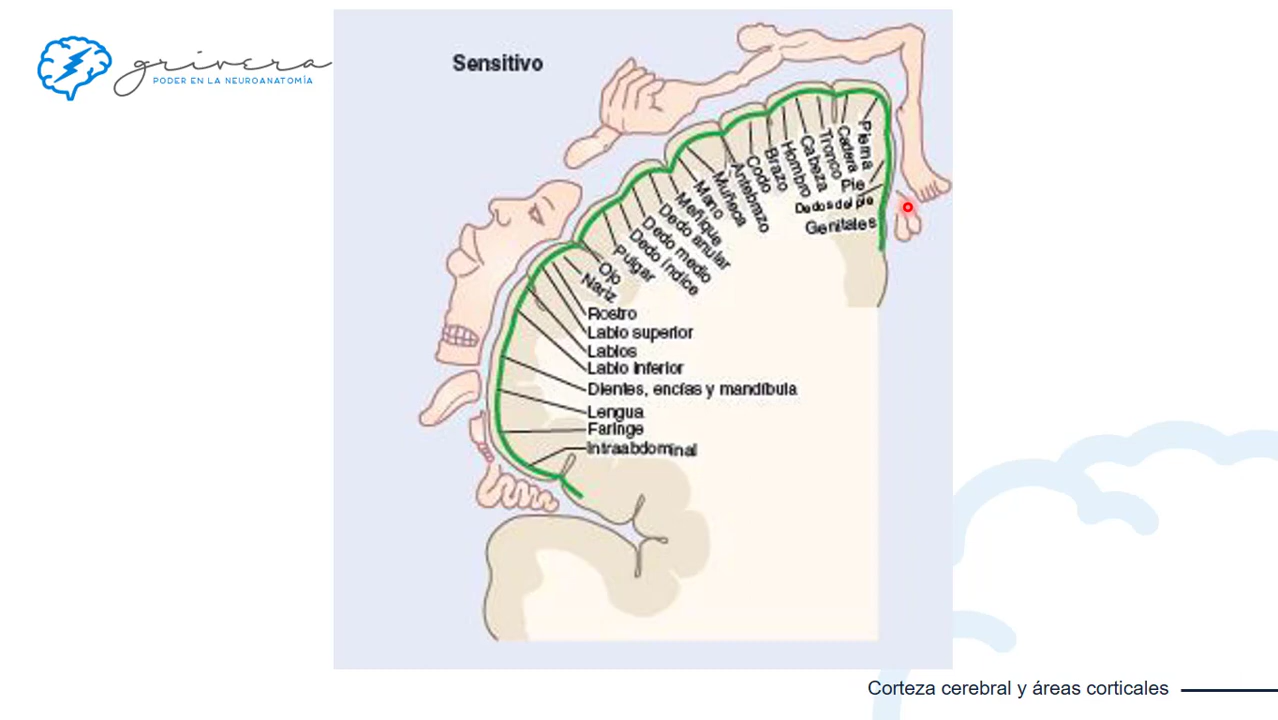 grivera
PODER EN LA NEUROANATOMÍA
Sensitivo
Pierna
Cadera
Tronco
Cabeza
Hombro
Brazo
Codo
Antebrazo
Muñeca
Mano
Meñique
Dedo anular
Dedo medio
Dedo índice
Pulgar
Ojo
Nariz
Pie
Dedos del pie
Genitales
Rostro
Labio superior
Labios
Labio inferior
Dientes, encías y mandíbula
Lengua
Faringe
Intraabdominal
Corteza cerebral y áreas corticales